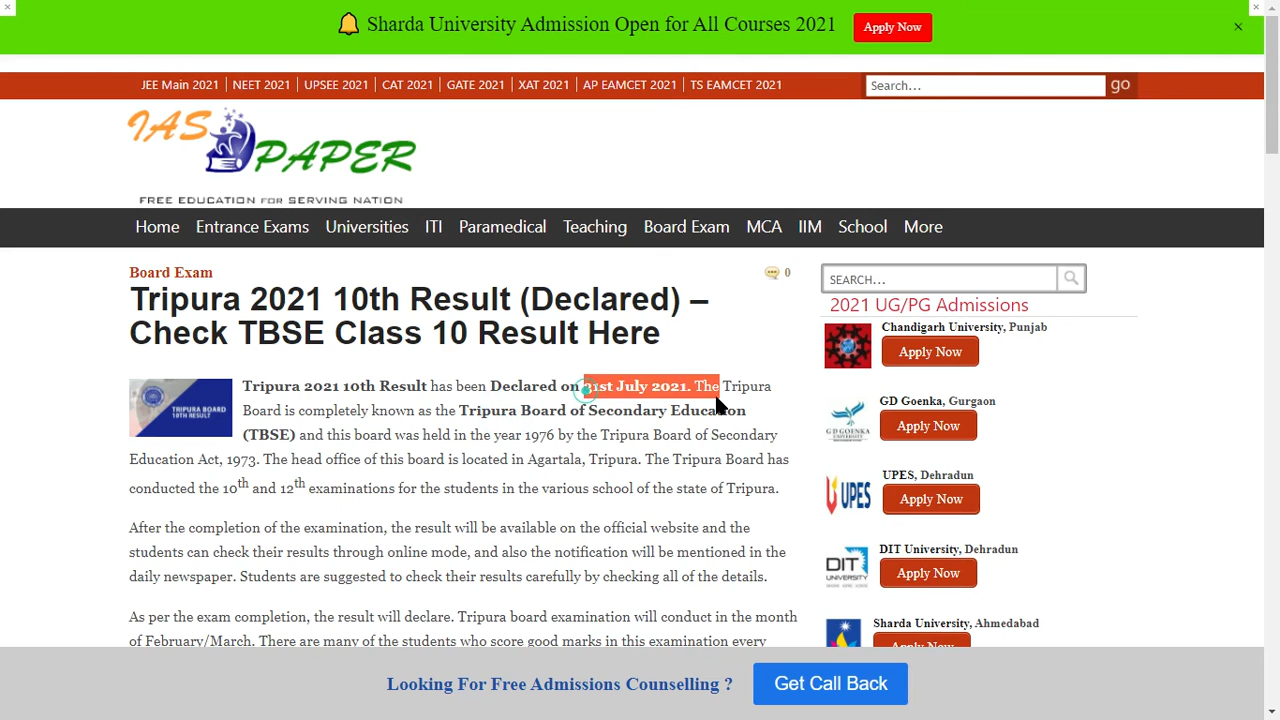 Sharda University Admission Open for All Courses 2021
Apply Now
×
JEE Main 2021
NEET 2021
UPSEE 2021
CAT 2021
GATE 2021
XAT 2021
AP EAMCET 2021
TS EAMCET 2021
Search...
go
IAS PAPER
FREE EDUCATION FOR SERVING NATION
Home
Entrance Exams
Universities
ITI
Paramedical
Teaching
Board Exam
MCA
IIM
School
More
Board Exam
0
Tripura 2021 10th Result (Declared) –
Check TBSE Class 10 Result Here
TRIPURA BOARD
10TH RESULT
Tripura 2021 10th Result has been Declared on 31st July 2021. The Tripura
Board is completely known as the Tripura Board of Secondary Education
(TBSE) and this board was held in the year 1976 by the Tripura Board of Secondary
Education Act, 1973. The head office of this board is located in Agartala, Tripura. The Tripura Board has
conducted the 10th and 12th examinations for the students in the various school of the state of Tripura.
After the completion of the examination, the result will be available on the official website and the
students can check their results through online mode, and also the notification will be mentioned in the
daily newspaper. Students are suggested to check their results carefully by checking all of the details.
As per the exam completion, the result will declare. Tripura board examination will conduct in the month
of February/March. There are many of the students who score good marks in this examination every
SEARCH...
2021 UG/PG Admissions
Chandigarh University, Punjab
Apply Now
GD Goenka, Gurgaon
GD GOENKA
UNIVERSITY
Apply Now
UPES, Dehradun
UPES
Apply Now
DIT University, Dehradun
DIT
UNIVERSITY
Apply Now
Sharda University, Ahmedabad
Apply Now
Looking For Free Admissions Counselling ?
Get Call Back